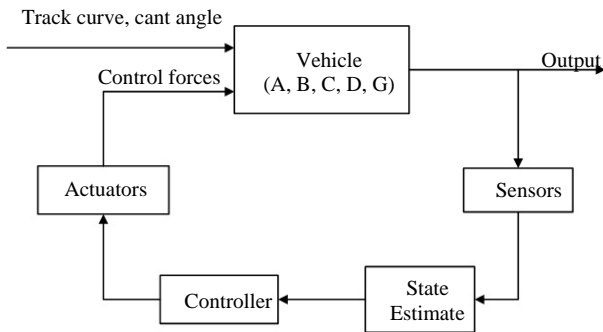 Track curve, cant angle
Vehicle
(A, B, C, D, G)
Output
Control forces
Actuators
Sensors
Controller
State
Estimate